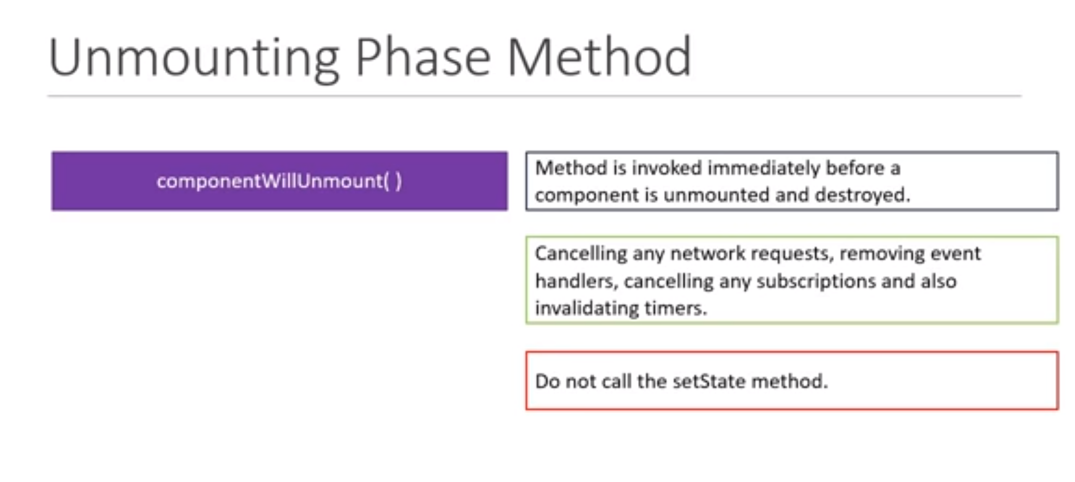 Unmounting Phase Method
componentWillUnmount( )
Method is invoked immediately before a
component is unmounted and destroyed.
Cancelling any network requests, removing event
handlers, cancelling any subscriptions and also
invalidating timers.
Do not call the setState method.